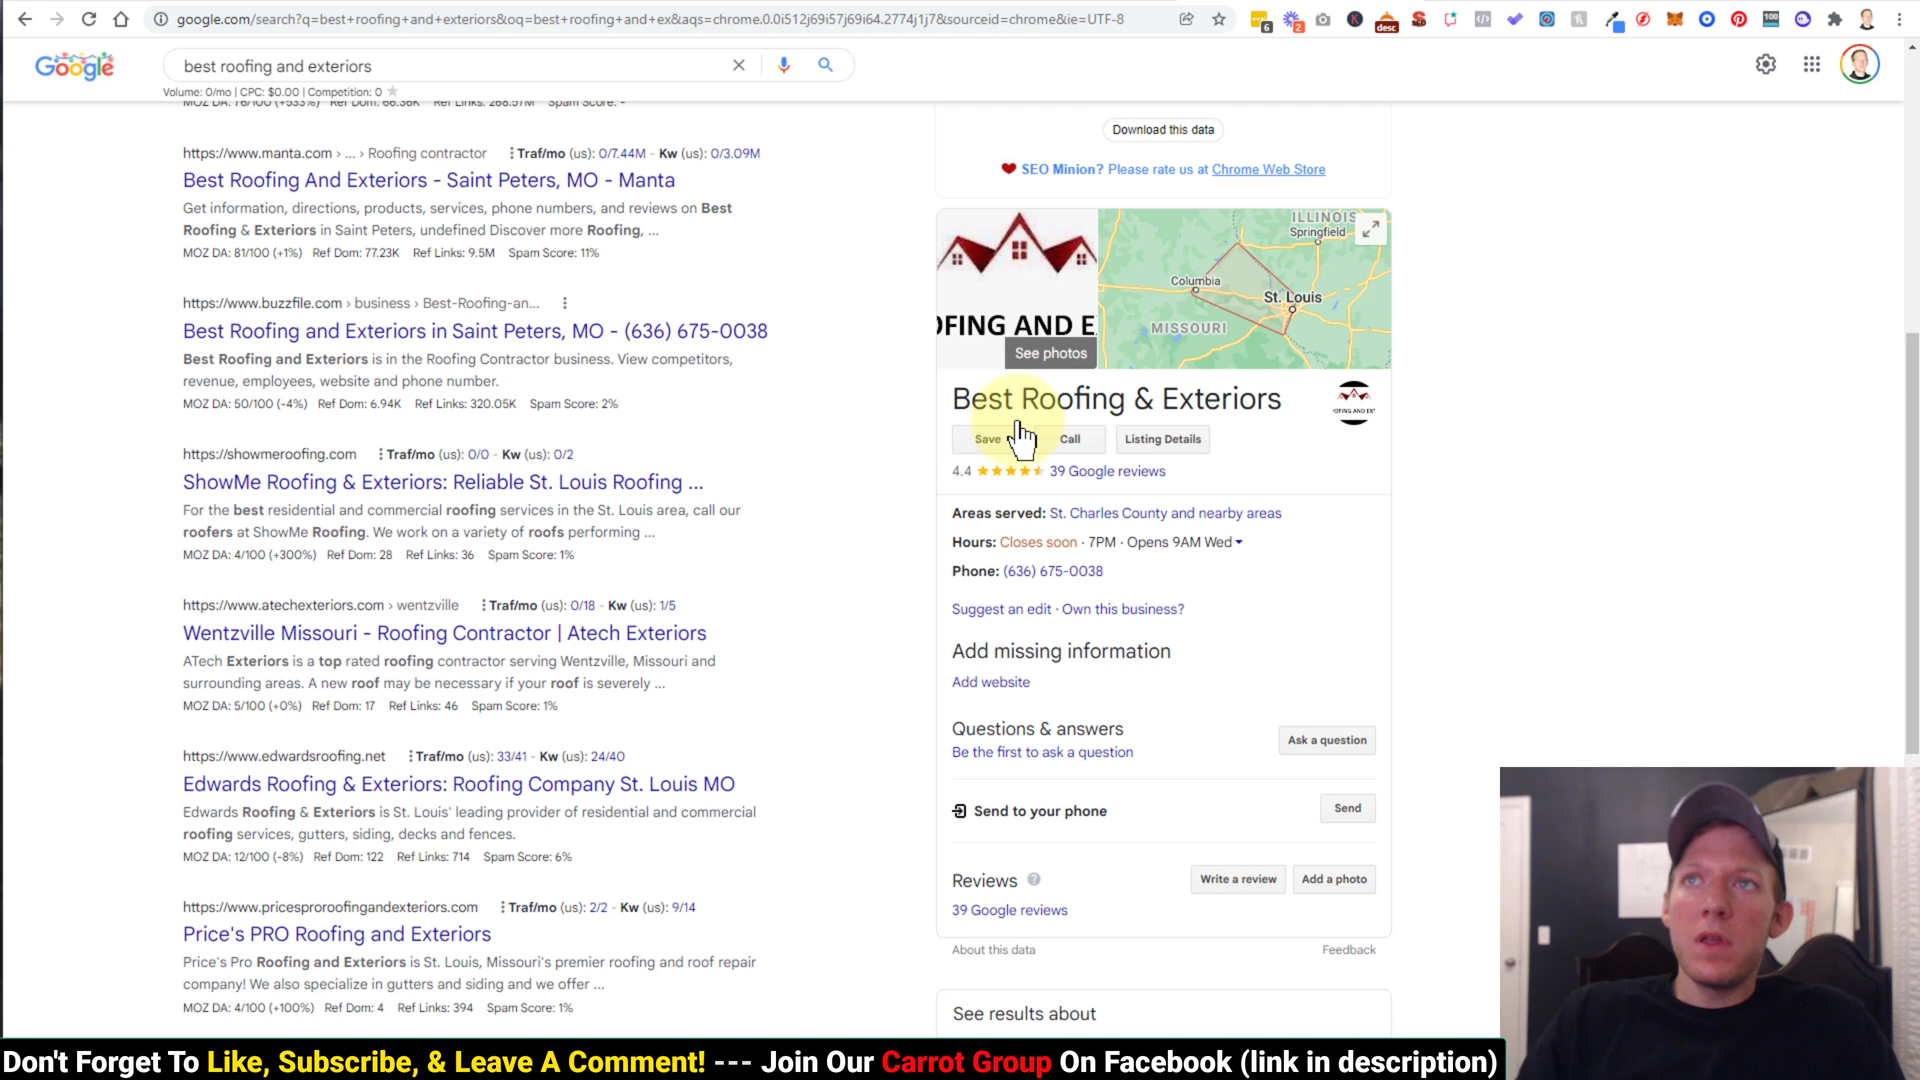 google.com/search?q=best+roofing+and+exteriors&oq=best+roofing+and+ex&aqs=chrome.0.0i512j69i57j69i64.2774j1j7&sourceid=chrome&ie=UTF-8
6
2
desc
100
Google
best roofing and exteriors
Volume: 0/mo | CPC: $0.00 | Competition: 0
MOZ DA: 76/100 (+533%) Ref Dom: 66.36K Ref Links: 268.57M Spam Score: -
https://www.manta.com › ... › Roofing contractor Traf/mo (us): 0/7.44M - Kw (us): 0/3.09M
Best Roofing And Exteriors - Saint Peters, MO - Manta
Get information, directions, products, services, phone numbers, and reviews on Best
Roofing & Exteriors in Saint Peters, undefined Discover more Roofing, ...
MOZ DA: 81/100 (+1%) Ref Dom: 77.23K Ref Links: 9.5M Spam Score: 11%
https://www.buzzfile.com › business › Best-Roofing-an...
Best Roofing and Exteriors in Saint Peters, MO - (636) 675-0038
Best Roofing and Exteriors is in the Roofing Contractor business. View competitors,
revenue, employees, website and phone number.
MOZ DA: 50/100 (-4%) Ref Dom: 6.94K Ref Links: 320.05K Spam Score: 2%
https://showmeroofing.com Traf/mo (us): 0/0 - Kw (us): 0/2
ShowMe Roofing & Exteriors: Reliable St. Louis Roofing ...
For the best residential and commercial roofing services in the St. Louis area, call our
roofers at ShowMe Roofing. We work on a variety of roofs performing ...
MOZ DA: 4/100 (+300%) Ref Dom: 28 Ref Links: 36 Spam Score: 1%
https://www.atechexteriors.com › wentzville Traf/mo (us): 0/18 - Kw (us): 1/5
Wentzville Missouri - Roofing Contractor | Atech Exteriors
ATech Exteriors is a top rated roofing contractor serving Wentzville, Missouri and
surrounding areas. A new roof may be necessary if your roof is severely ...
MOZ DA: 5/100 (+0%) Ref Dom: 17 Ref Links: 46 Spam Score: 1%
https://www.edwardsroofing.net Traf/mo (us): 33/41 - Kw (us): 24/40
Edwards Roofing & Exteriors: Roofing Company St. Louis MO
Edwards Roofing & Exteriors is St. Louis' leading provider of residential and commercial
roofing services, gutters, siding, decks and fences.
MOZ DA: 12/100 (-8%) Ref Dom: 122 Ref Links: 714 Spam Score: 6%
https://www.pricesproroofingandexteriors.com Traf/mo (us): 2/2 - Kw (us): 9/14
Price's PRO Roofing and Exteriors
Price's Pro Roofing and Exteriors is St. Louis, Missouri's premier roofing and roof repair
company! We also specialize in gutters and siding and we offer ...
MOZ DA: 4/100 (+100%) Ref Dom: 4 Ref Links: 394 Spam Score: 1%
Download this data
SEO Minion? Please rate us at Chrome Web Store
OFING AND E
See photos
ILLINOIS
Springfield
Columbia
St. Louis
MISSOURI
Best Roofing & Exteriors
Save Call Listing Details
4.4 39 Google reviews
Areas served: St. Charles County and nearby areas
Hours: Closes soon · 7PM · Opens 9AM Wed
Phone: (636) 675-0038
Suggest an edit · Own this business?
Add missing information
Add website
Questions & answers
Be the first to ask a question
Ask a question
Send to your phone
Send
Reviews
Write a review Add a photo
39 Google reviews
About this data Feedback
See results about
Don't Forget To Like, Subscribe, & Leave A Comment! --- Join Our Carrot Group On Facebook (link in description)